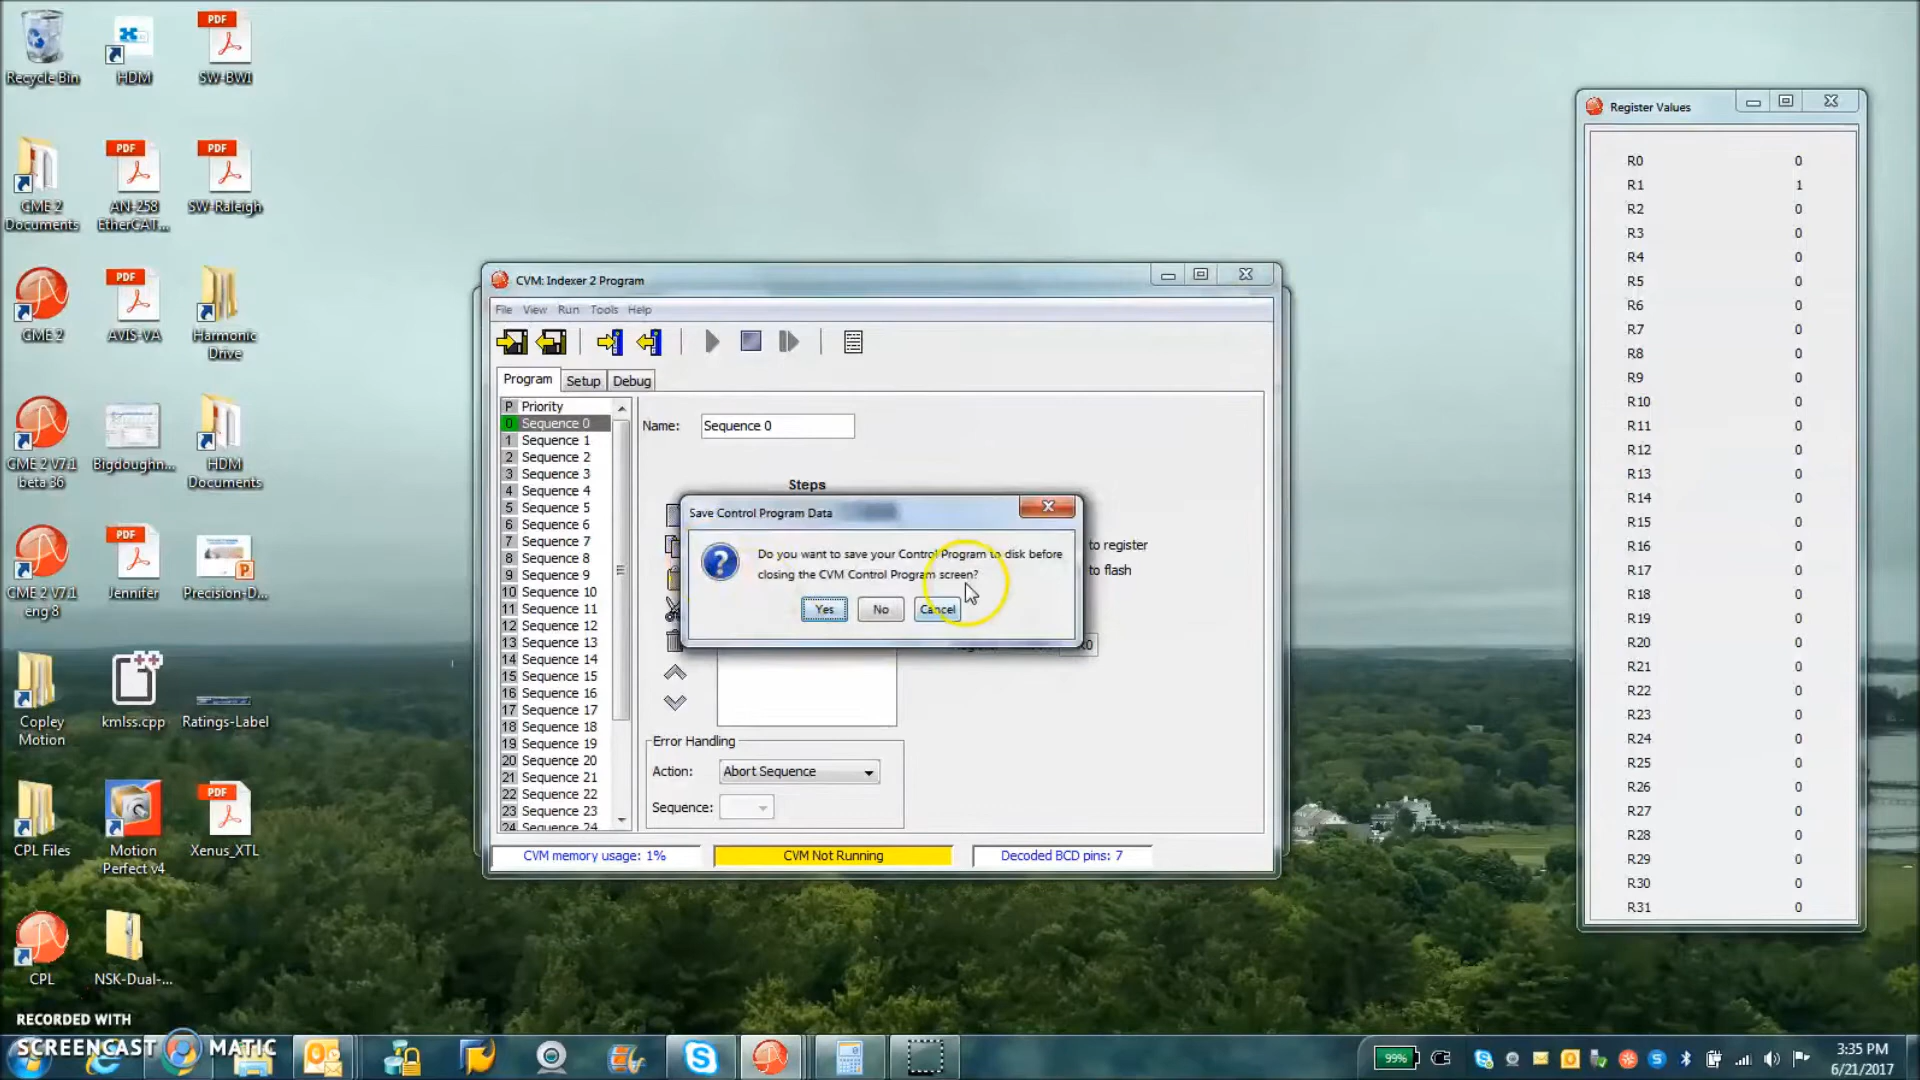 Recycle Bin
HDM
SW-BWI
CME 2 Documents
AN-258 EtherCAT...
SW-Raleigh
CME 2
AVIS-VA
Harmonic Drive
CME 2 V7.1 beta 36
Bigdoughn...
HDM Documents
CME 2 V7.1 eng 8
Jennifer
Precision-D...
Copley Motion
kmlss.cpp
Ratings-Label
CPL Files
Motion Perfect v4
Xenus_XTL
CPL
NSK-Dual-...
CVM: Indexer 2 Program
File View Run Tools Help
Program Setup Debug
P Priority
0 Sequence 0
1 Sequence 1
2 Sequence 2
3 Sequence 3
4 Sequence 4
5 Sequence 5
6 Sequence 6
7 Sequence 7
8 Sequence 8
9 Sequence 9
10 Sequence 10
11 Sequence 11
12 Sequence 12
13 Sequence 13
14 Sequence 14
15 Sequence 15
16 Sequence 16
17 Sequence 17
18 Sequence 18
19 Sequence 19
20 Sequence 20
21 Sequence 21
22 Sequence 22
23 Sequence 23
24 Sequence 24
Name: Sequence 0
Steps
to register
to flash
R0
Save Control Program Data
Do you want to save your Control Program to disk before
closing the CVM Control Program screen?
Yes No Cancel
Error Handling
Action: Abort Sequence
Sequence:
CVM memory usage: 1%
CVM Not Running
Decoded BCD pins: 7
Register Values
R0 0
R1 1
R2 0
R3 0
R4 0
R5 0
R6 0
R7 0
R8 0
R9 0
R10 0
R11 0
R12 0
R13 0
R14 0
R15 0
R16 0
R17 0
R18 0
R19 0
R20 0
R21 0
R22 0
R23 0
R24 0
R25 0
R26 0
R27 0
R28 0
R29 0
R30 0
R31 0
RECORDED WITH
SCREENCAST MATIC
99%
3:35 PM
6/21/2017